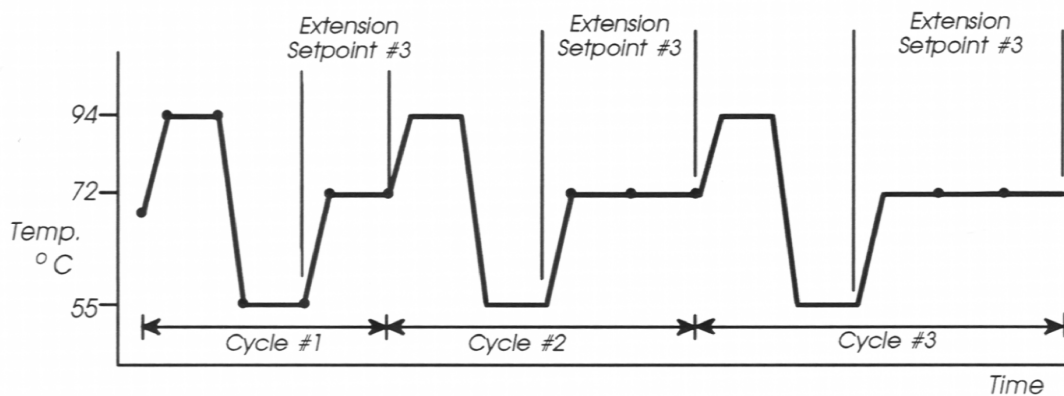 Extension
Setpoint #3
Extension
Setpoint #3
Extension
Setpoint #3
94
72
Temp.
° C
55
Cycle #1
Cycle #2
Cycle #3
Time